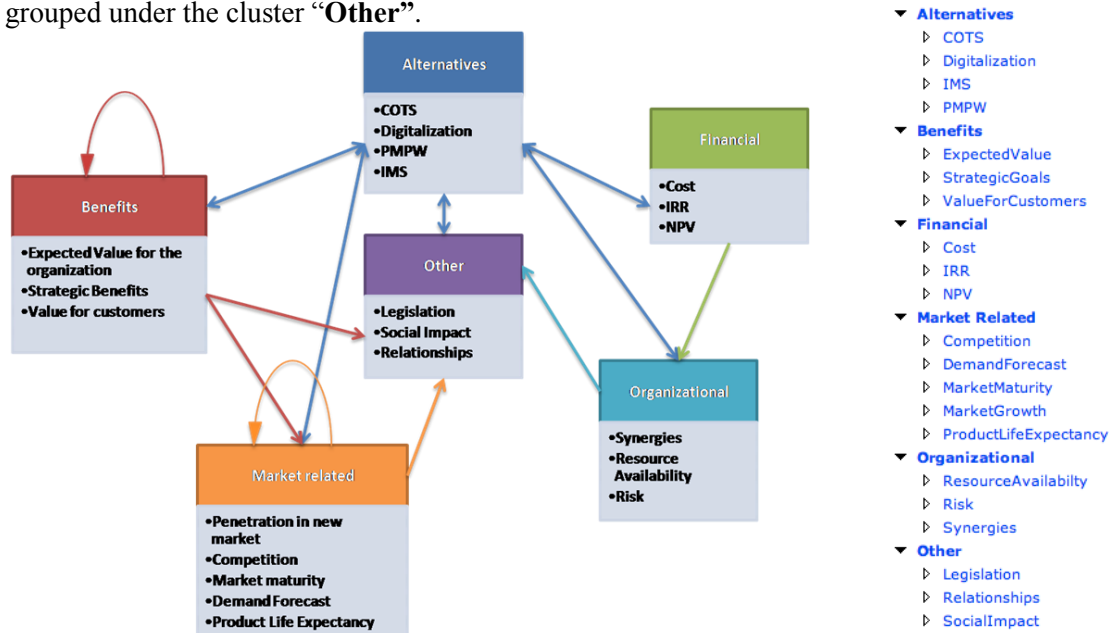 grouped under the cluster “Other”.
Alternatives
•COTS
•Digitalization
•PMPW
•IMS
Financial
•Cost
•IRR
•NPV
Benefits
•Expected Value for the
organization
•Strategic Benefits
•Value for customers
Other
•Legislation
•Social Impact
•Relationships
Organizational
•Synergies
•Resource
Availability
•Risk
Market related
•Penetration in new
market
•Competition
•Market maturity
•Demand Forecast
•Product Life Expectancy
Alternatives
COTS
Digitalization
IMS
PMPW
Benefits
ExpectedValue
StrategicGoals
ValueForCustomers
Financial
Cost
IRR
NPV
Market Related
Competition
DemandForecast
MarketMaturity
MarketGrowth
ProductLifeExpectancy
Organizational
ResourceAvailabilty
Risk
Synergies
Other
Legislation
Relationships
SocialImpact